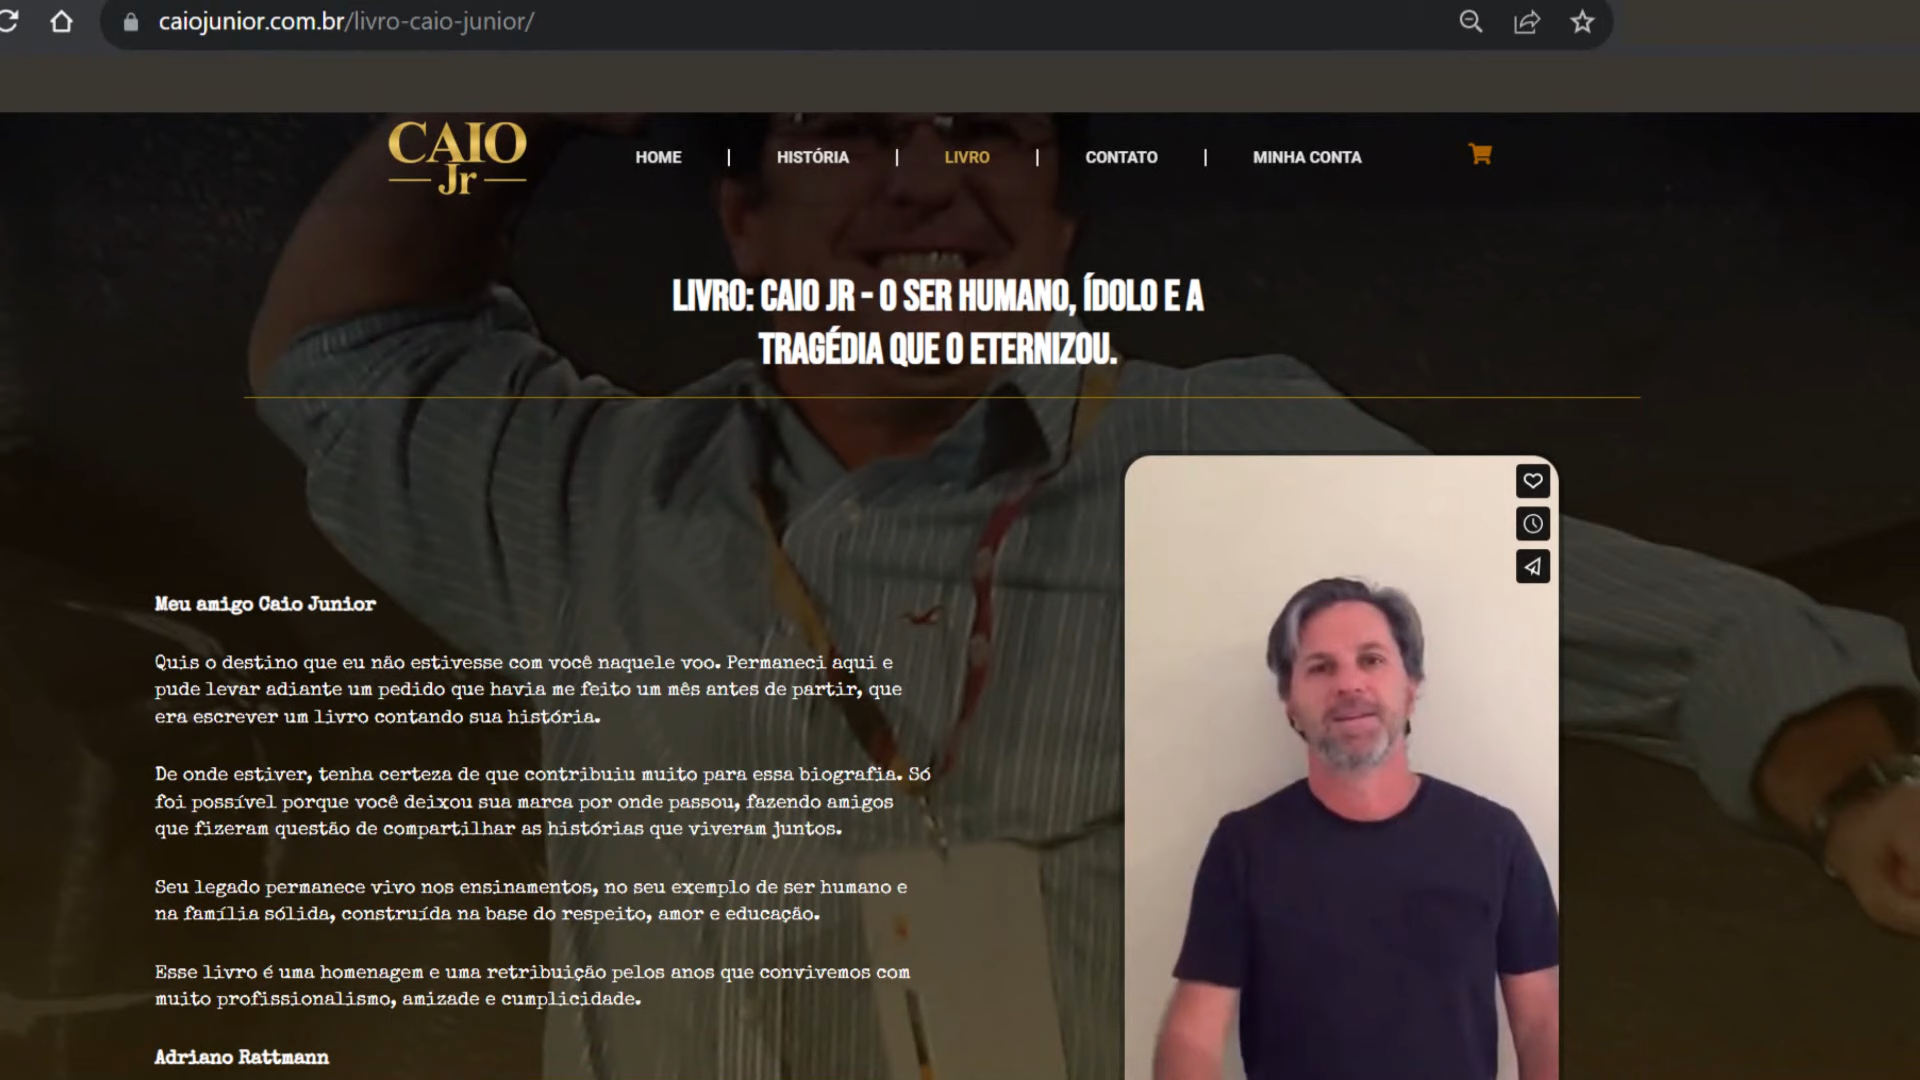 caiojunior.com.br/livro-caio-junior/
CAIO
Jr
HOME | HISTÓRIA | LIVRO | CONTATO | MINHA CONTA
LIVRO: CAIO JR - O SER HUMANO, ÍDOLO E A
TRAGÉDIA QUE O ETERNIZOU.
Meu amigo Caio Junior
Quis o destino que eu não estivesse com você naquele voo. Permaneci aqui e
pude levar adiante um pedido que havia me feito um mês antes de partir, que
era escrever um livro contando sua história.
De onde estiver, tenha certeza de que contribuiu muito para essa biografia. Só
foi possível porque você deixou sua marca por onde passou, fazendo amigos
que fizeram questão de compartilhar as histórias que viveram juntos.
Seu legado permanece vivo nos ensinamentos, no seu exemplo de ser humano e
na família sólida, construída na base do respeito, amor e educação.
Esse livro é uma homenagem e uma retribuição pelos anos que convivemos com
muito profissionalismo, amizade e cumplicidade.
Adriano Rattmann